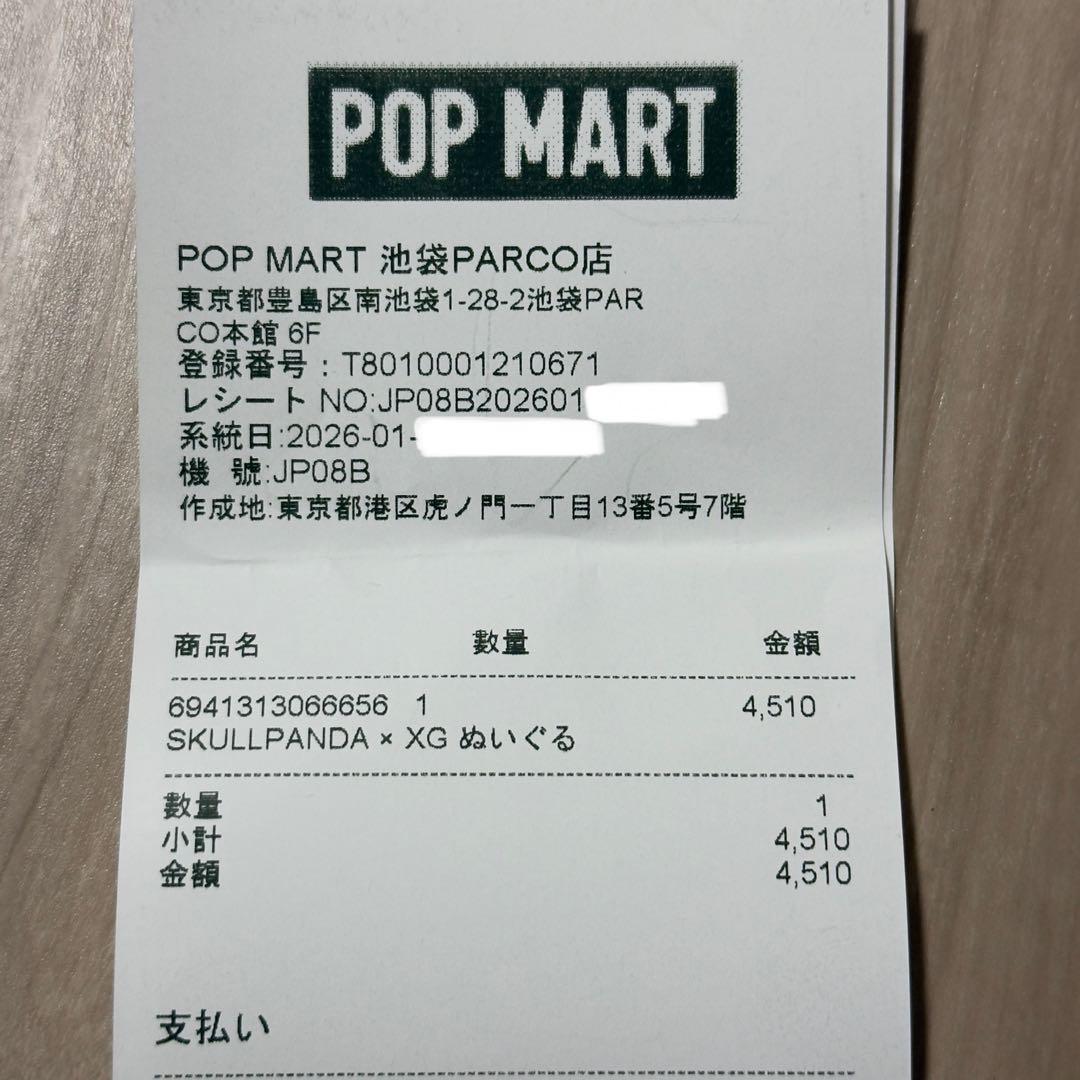 POP MART
POP MART 池袋PARCO店
東京都豊島区南池袋1-28-2池袋PAR
CO本館 6F
登録番号：T8010001210671
レシート NO:JP08B202601
系統日:2026-01-
機 號:JP08B
作成地:東京都港区虎ノ門一丁目13番5号7階
商品名 數量 金額
6941313066656 1 4,510
SKULLPANDA × XG ぬいぐる
數量 1
小計 4,510
金額 4,510
支払い